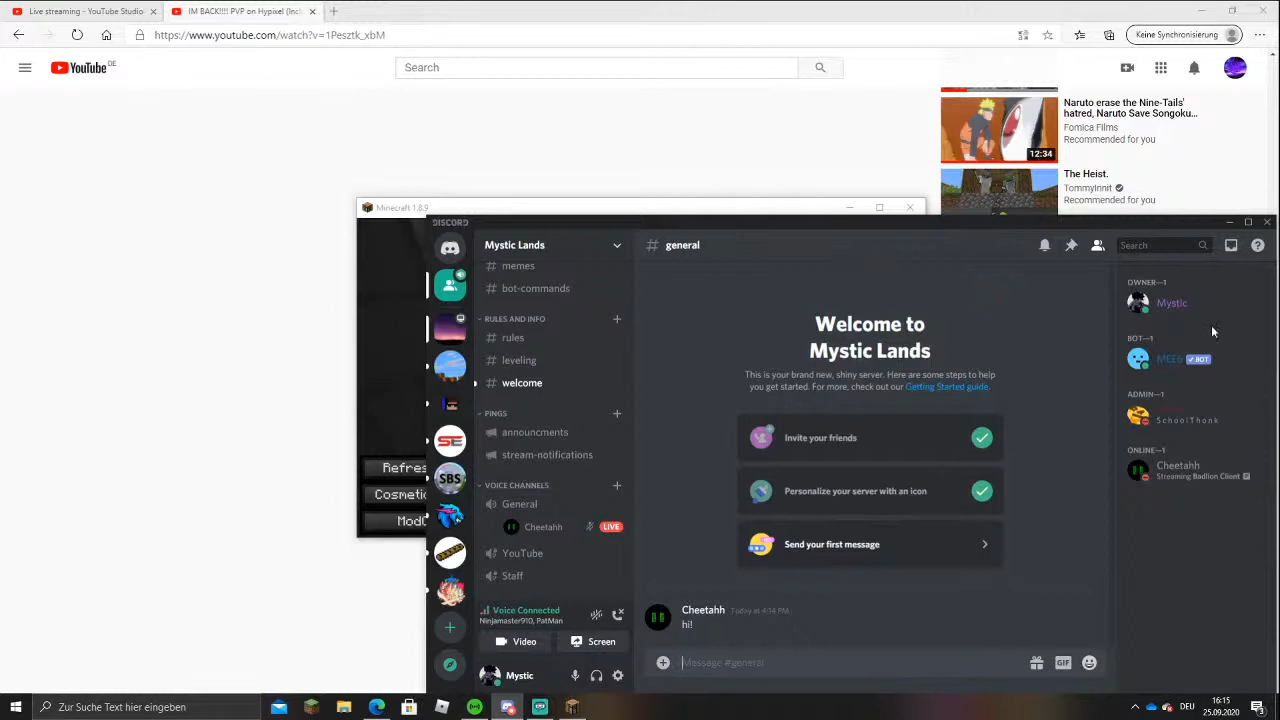 Live streaming - YouTube Studio
IM BACK!!!! PVP on Hypixel (Incl
https://www.youtube.com/watch?v=1Pesztk_xbM
Keine Synchronisierung
YouTube DE
Search
Naruto erase the Nine-Tails'
hatred, Naruto Save Songoku...
Fomica Films
Recommended for you
12:34
The Heist.
TommyInnit
Recommended for you
Minecraft 1.8.9
Refres
Cosmetic
DISCORD
Mystic Lands
# general
Search
# memes
# bot-commands
RULES AND INFO
# rules
# leveling
# welcome
PINGS
announcments
stream-notifications
VOICE CHANNELS
General
Cheetahh LIVE
YouTube
Staff
Voice Connected
Ninjamaster910, PatMan
Video
Screen
Mystic
SBS
Welcome to
Mystic Lands
This is your brand new, shiny server. Here are some steps to help
you get started. For more, check out our Getting Started guide.
Invite your friends
Personalize your server with an icon
Send your first message
Cheetahh Today at 4:14 PM
hi!
Message #general
GIF
OWNER—1
Mystic
BOT—1
MEE6 BOT
ADMIN—1
SchoolThonk
ONLINE—1
Cheetahh
Streaming Badlion Client
Zur Suche Text hier eingeben
DEU
16:15
25.09.2020